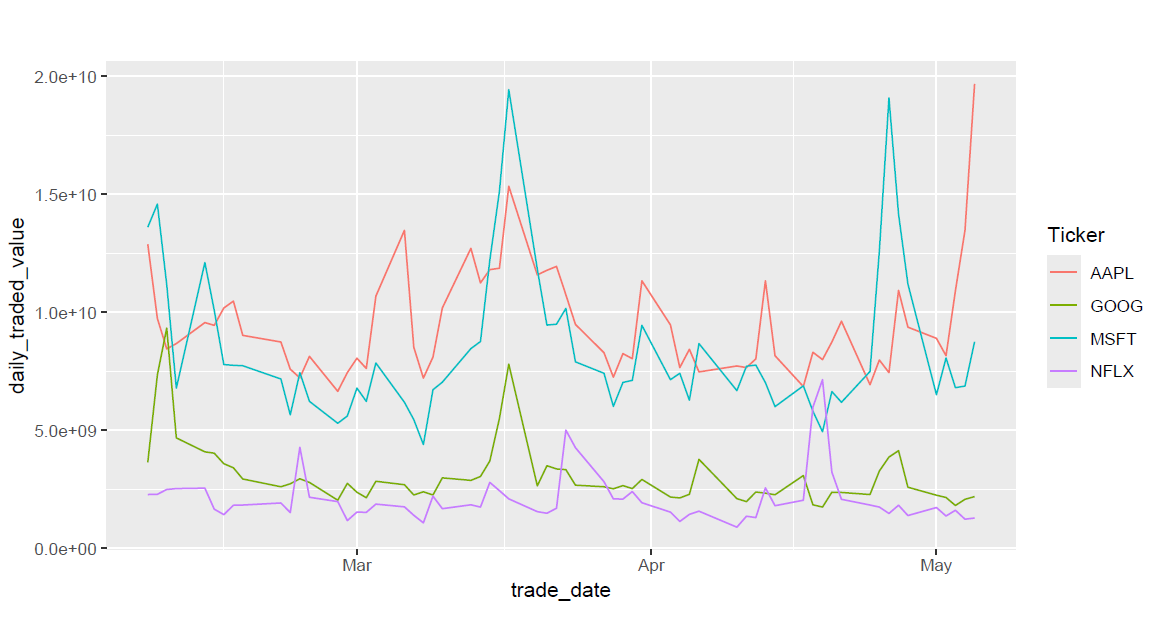 daily_traded_value
2.0e+10
1.5e+10
1.0e+10
5.0e+09
0.0e+00
Mar
Apr
May
trade_date
Ticker
AAPL
GOOG
MSFT
NFLX